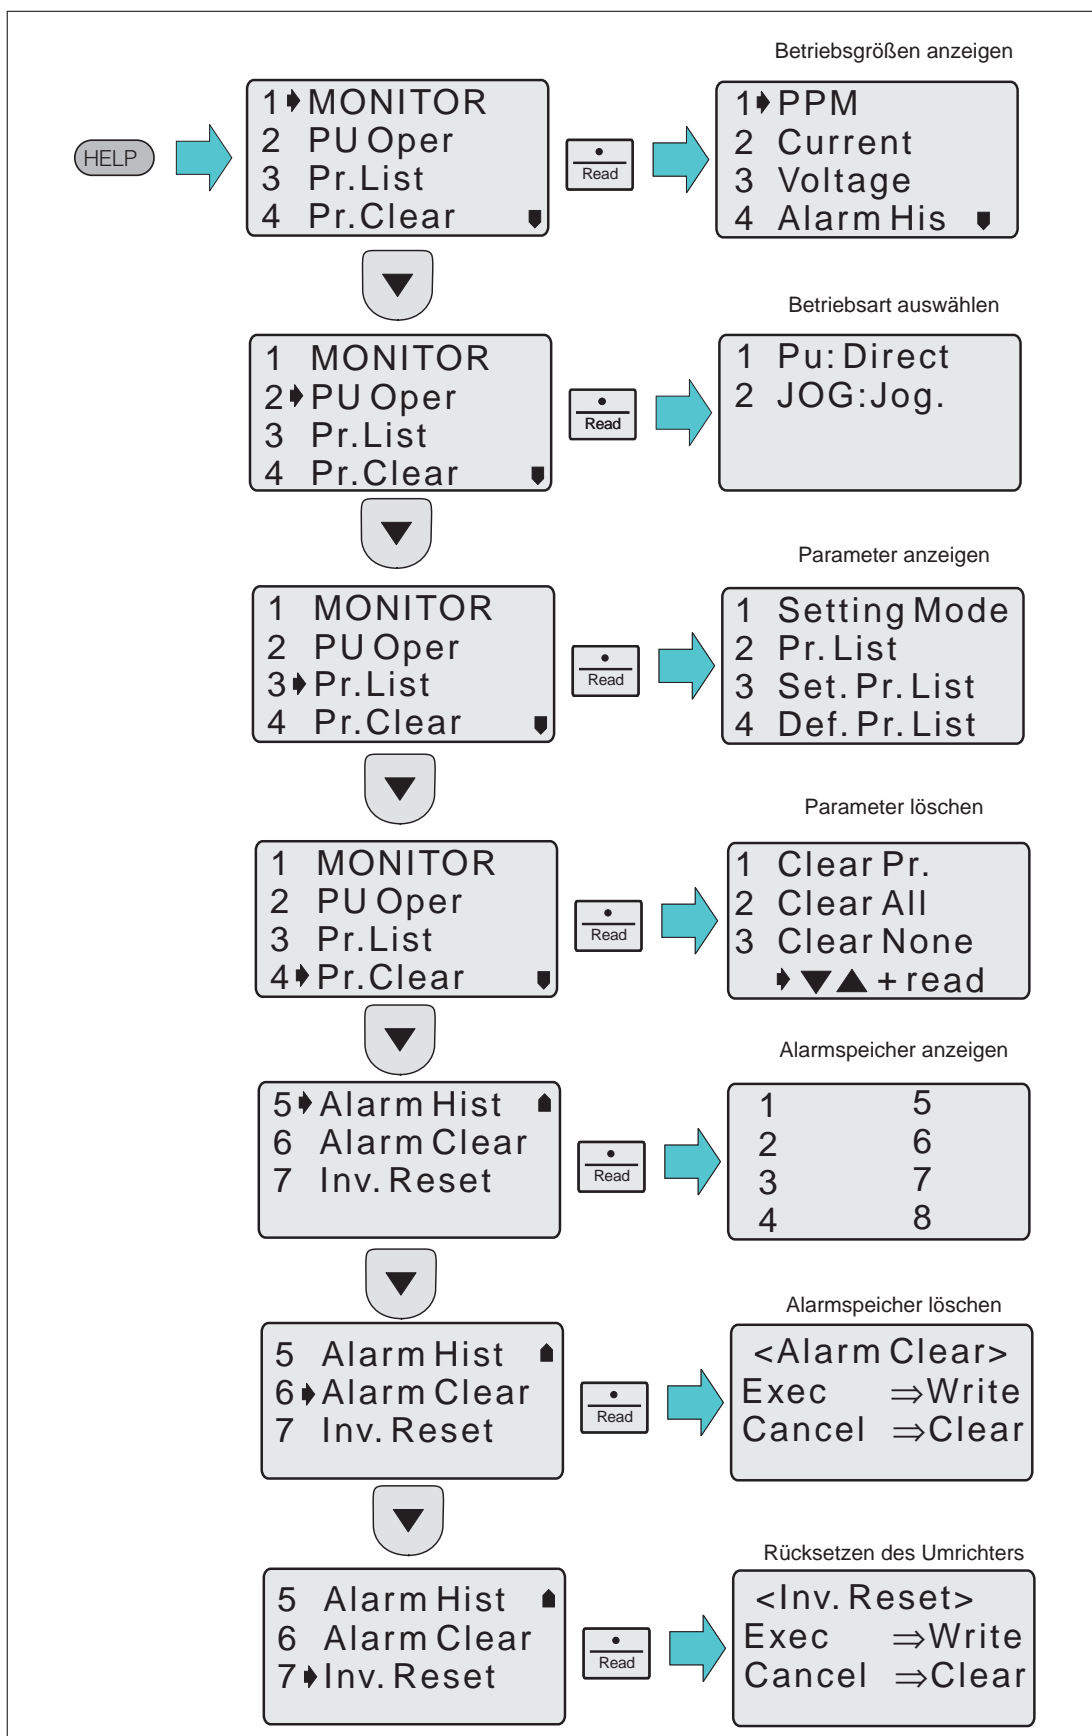 Betriebsgrößen anzeigen
HELP
1 MONITOR
2 PU Oper
3 Pr.List
4 Pr.Clear
Read
1 PPM
2 Current
3 Voltage
4 Alarm His
Betriebsart auswählen
1 MONITOR
2 PU Oper
3 Pr.List
4 Pr.Clear
Read
1 Pu: Direct
2 JOG:Jog.
Parameter anzeigen
1 MONITOR
2 PU Oper
3 Pr.List
4 Pr.Clear
Read
1 Setting Mode
2 Pr. List
3 Set. Pr. List
4 Def. Pr. List
Parameter löschen
1 MONITOR
2 PU Oper
3 Pr.List
4 Pr.Clear
Read
1 Clear Pr.
2 Clear All
3 Clear None
▼▲ + read
Alarmspeicher anzeigen
5 Alarm Hist
6 Alarm Clear
7 Inv. Reset
Read
1 5
2 6
3 7
4 8
Alarmspeicher löschen
5 Alarm Hist
6 Alarm Clear
7 Inv. Reset
Read
<Alarm Clear>
Exec ⇒Write
Cancel ⇒Clear
Rücksetzen des Umrichters
5 Alarm Hist
6 Alarm Clear
7 Inv. Reset
Read
<Inv. Reset>
Exec ⇒Write
Cancel ⇒Clear